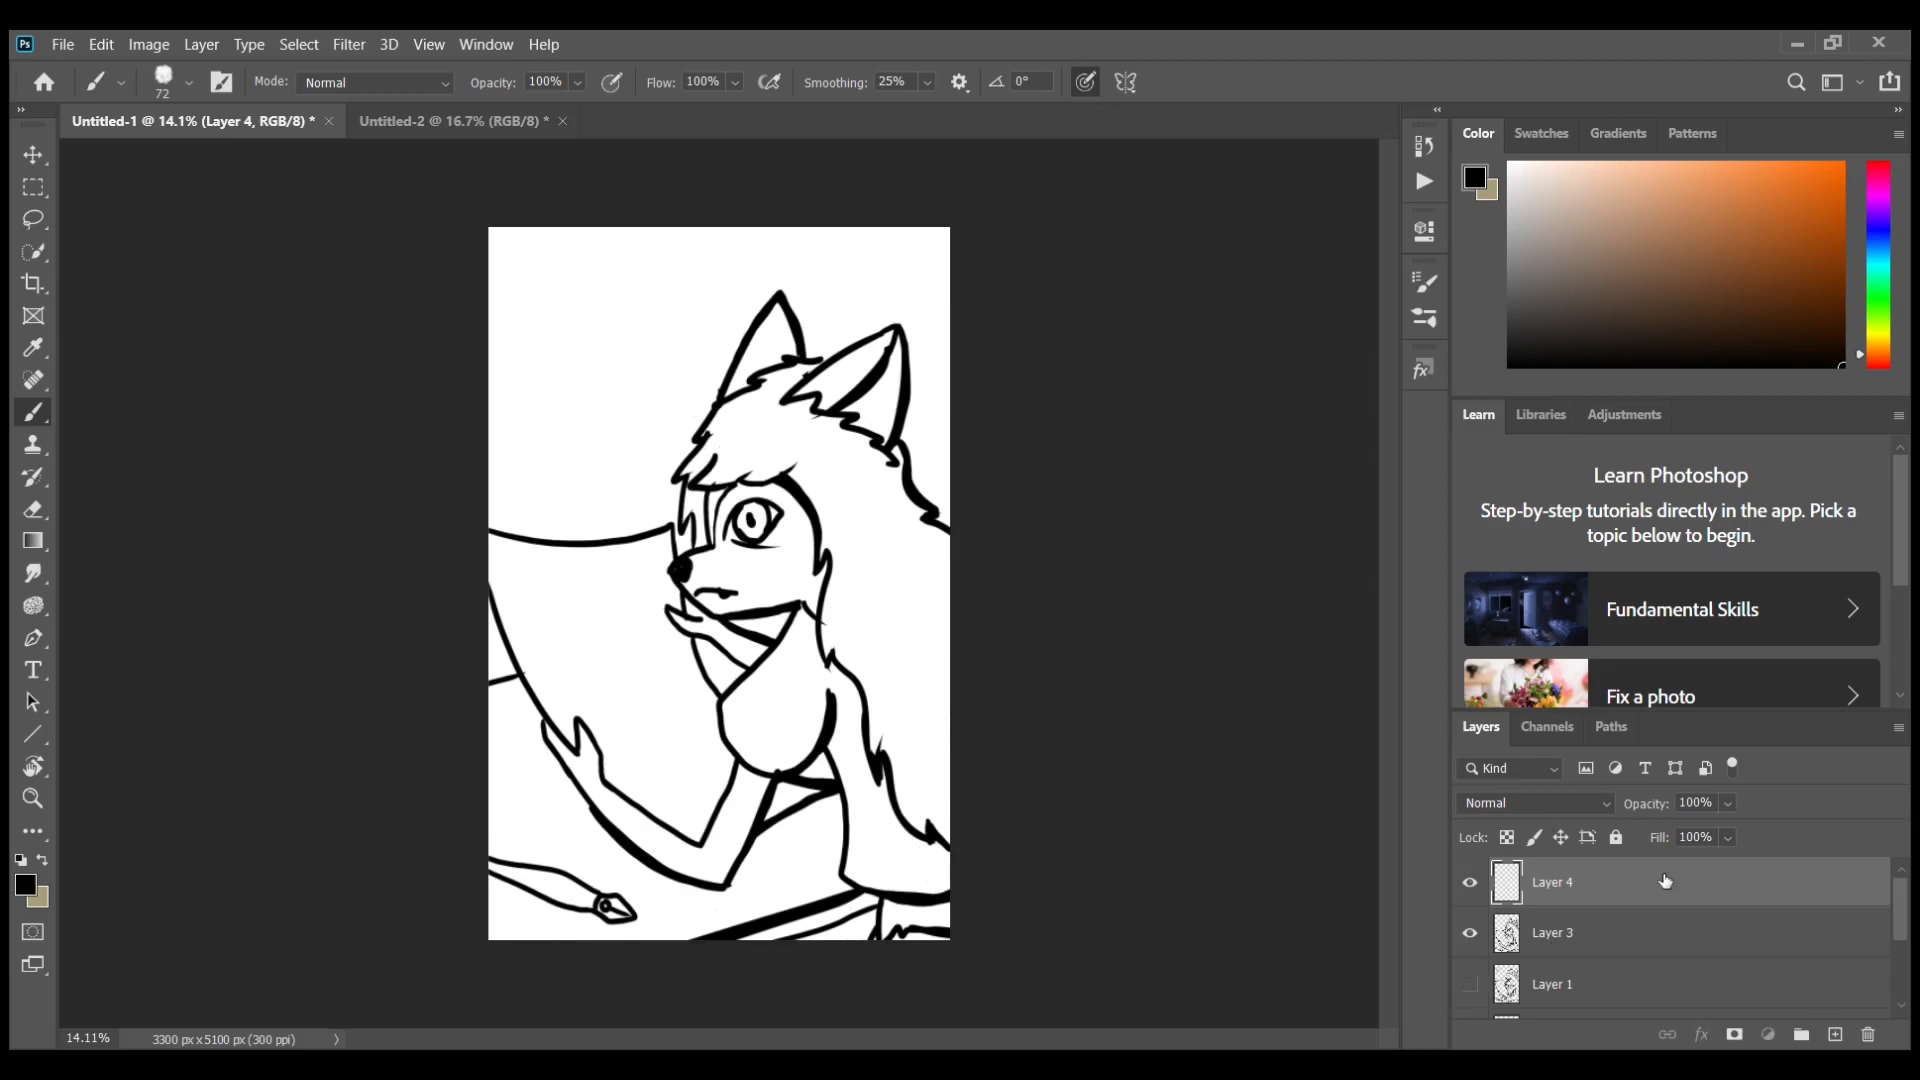 Ps File Edit Image Layer Type Select Filter 3D View Window Help
72 Mode: Normal Opacity: 100% Flow: 100% Smoothing: 25% 0°
Untitled-1 @ 14.1% (Layer 4, RGB/8) * Untitled-2 @ 16.7% (RGB/8) *
Color Swatches Gradients Patterns
Learn Libraries Adjustments
Learn Photoshop
Step-by-step tutorials directly in the app. Pick a
topic below to begin.
Fundamental Skills
Fix a photo
Layers Channels Paths
Kind
Normal Opacity: 100%
Lock: Fill: 100%
Layer 4
Layer 3
Layer 1
fx
fx
14.11% 3300 px x 5100 px (300 ppi)